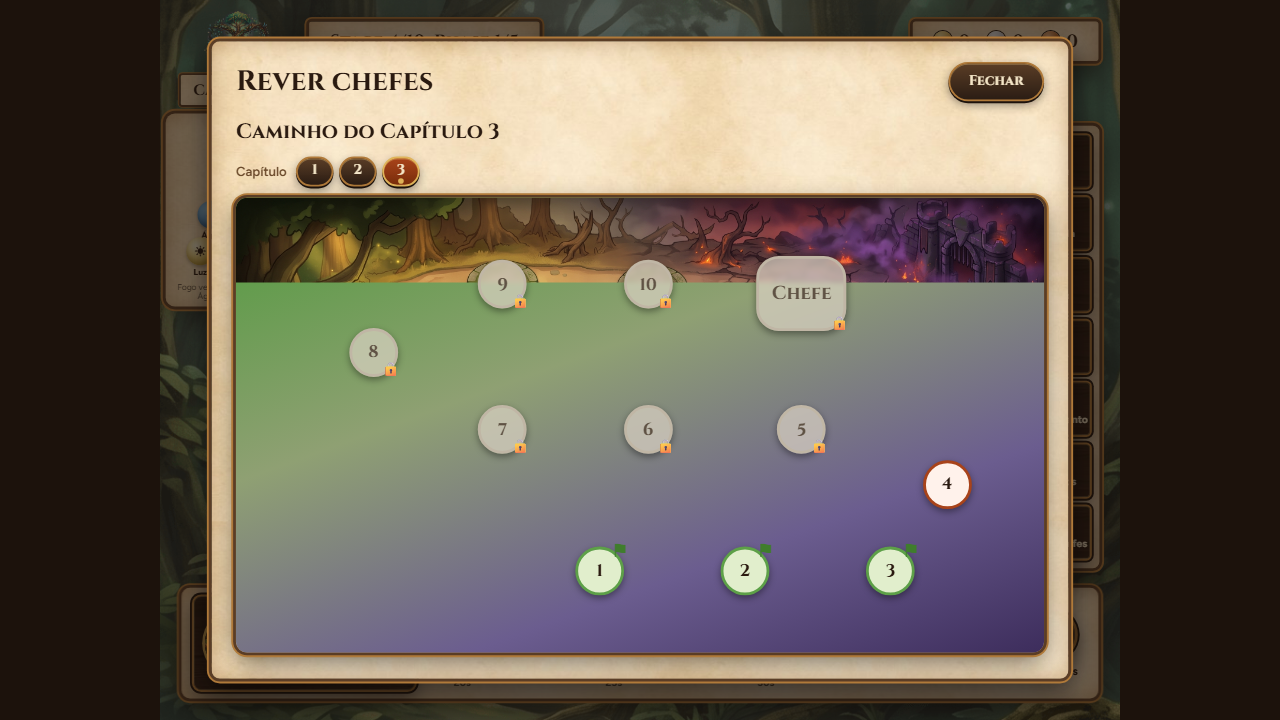 Rever chefes
Fechar
Caminho do Capítulo 3
Capítulo 1 2 3
9 10 Chefe
8
7 6 5
4
1 2 3